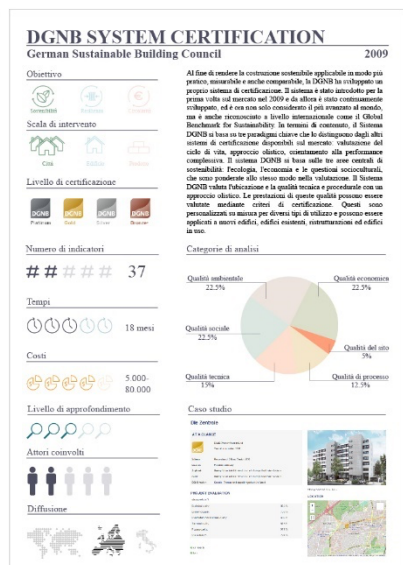 DGNB SYSTEM CERTIFICATION
German Sustainable Building Council 2009
Obiettivo
Sostenibilità
Scala di intervento
Città
Edificio
Livello di certificazione
DGNB DGNB DGNB DGNB
Platinum Gold Silver Bronze
Numero di indicatori
# # # # # 37
Tempi
18 mesi
Costi
5.000-
80.000
Livello di approfondimento
Attori coinvolti
Diffusione
Al fine di rendere la costruzione sostenibile applicabile in modo più
pratico, misurabile e anche comparabile, la DGNB ha sviluppato un
proprio sistema di certificazione. Il sistema è stato introdotto per la
prima volta sul mercato nel 2009 e da allora è stato continuamente
sviluppato, ed è ora non solo considerato il più avanzato al mondo,
ma è anche riconosciuto a livello internazionale come il Global
Benchmark for Sustainability. In termini di contenuto, il Sistema
DGNB si basa su tre paradigmi chiave che lo distinguono dagli altri
sistemi di certificazione disponibili sul mercato: valutazione del
ciclo di vita, approccio olistico, orientamento alla performance
complessiva. Il sistema DGNB si basa sulle tre aree centrali di
sostenibilità: l'ecologia, l'economia e le questioni socioculturali,
che sono ponderate allo stesso modo nella valutazione. Il Sistema
DGNB valuta l'ubicazione e la qualità tecnica e procedurale con un
approccio olistico. Le prestazioni di queste qualità possono essere
valutate mediante criteri di certificazione. Questi sono
personalizzati su misura per diversi tipi di utilizzo e possono essere
applicati a nuovi edifici, edifici esistenti, ristrutturazioni ed edifici
in uso.
Categorie di analisi
Qualità ambientale
22.5%
Qualità economica
22.5%
Qualità sociale
22.5%
Qualità del sito
5%
Qualità tecnica
15%
Qualità di processo
12.5%
Caso studio